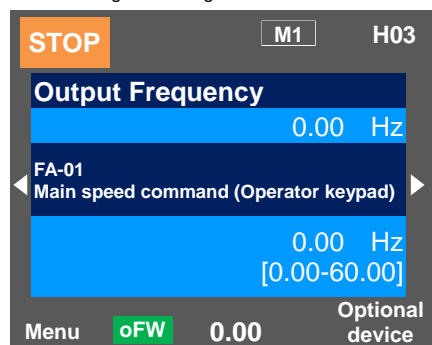 STOP M1 H03
Output Frequency
0.00 Hz
FA-01
Main speed command (Operator keypad)
0.00 Hz
[0.00-60.00]
Menu oFW 0.00 Optional
device